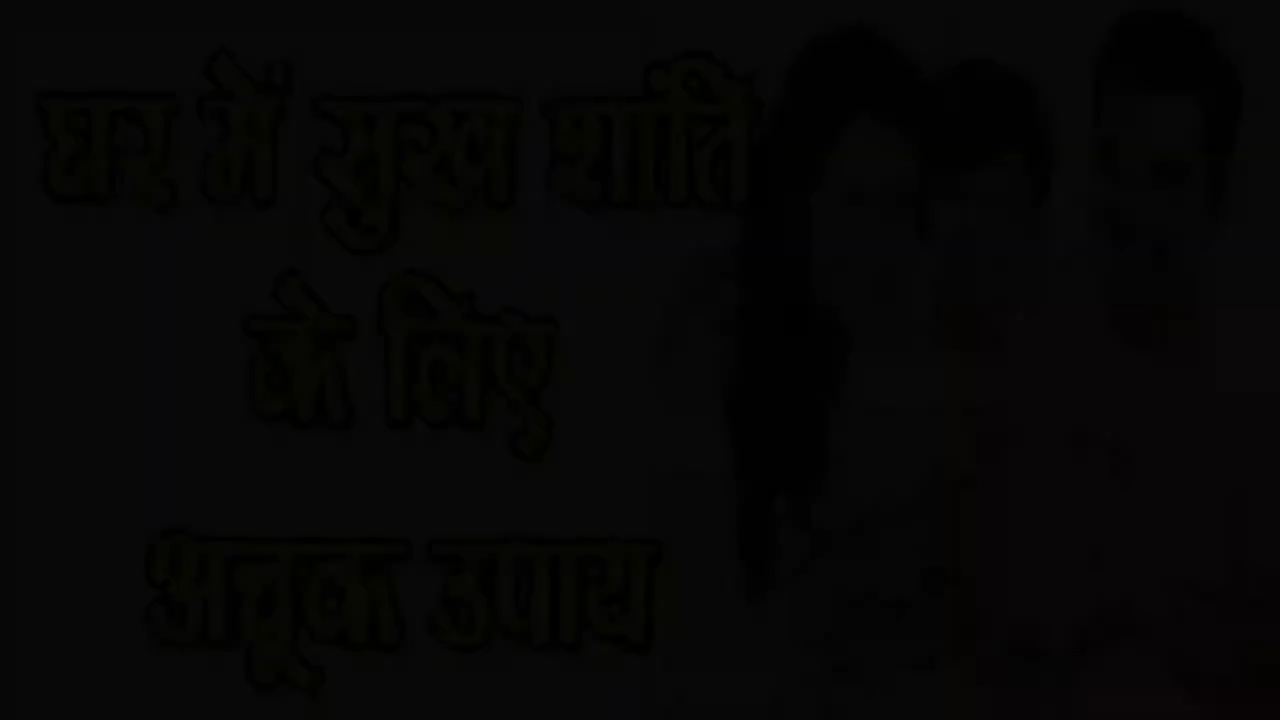 घर में सुख शांति
के लिए
अचूक उपाय